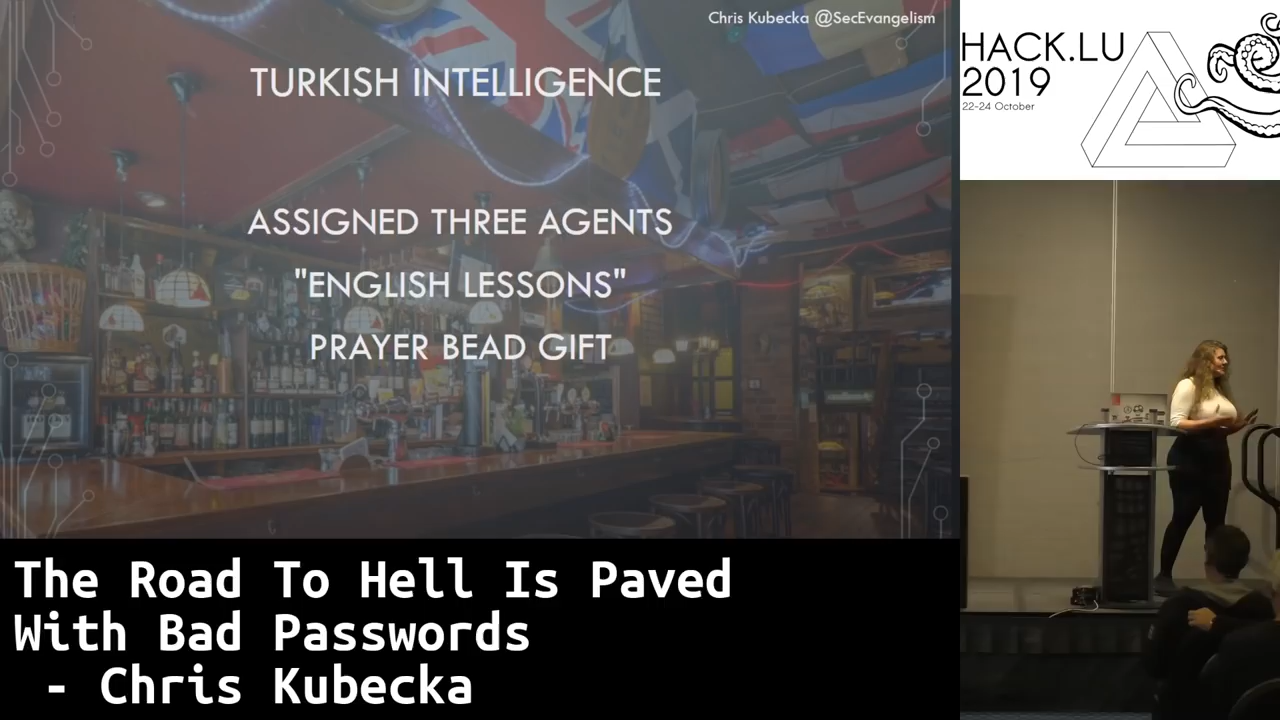 Chris Kubecka @SecEvangelism
TURKISH INTELLIGENCE
ASSIGNED THREE AGENTS
"ENGLISH LESSONS"
PRAYER BEAD GIFT
HACK.LU
2019
22-24 October
The Road To Hell Is Paved
With Bad Passwords
- Chris Kubecka